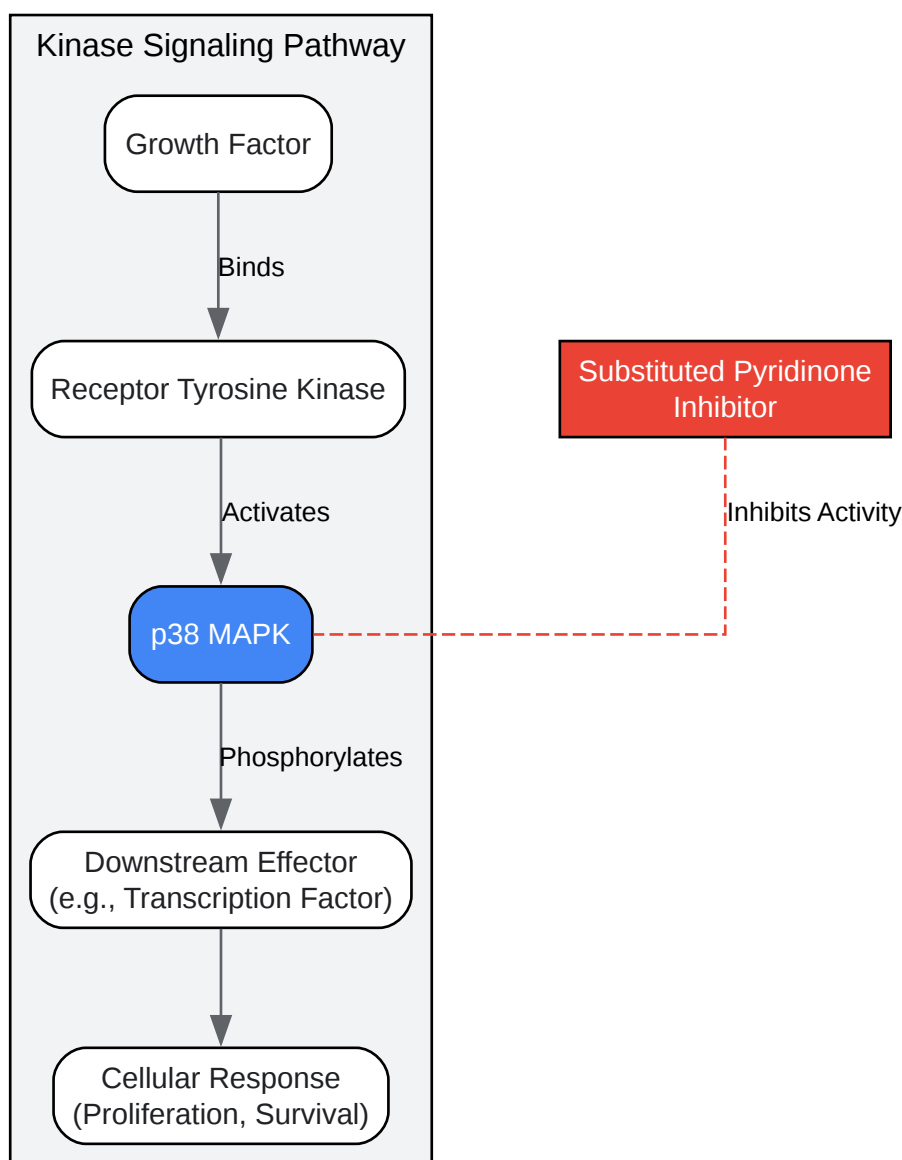 Kinase Signaling Pathway
Growth Factor
Binds
Receptor Tyrosine Kinase
Substituted Pyridinone
Inhibitor
Activates
Inhibits Activity
p38 MAPK
Phosphorylates
Downstream Effector
(e.g., Transcription Factor)
Cellular Response
(Proliferation, Survival)